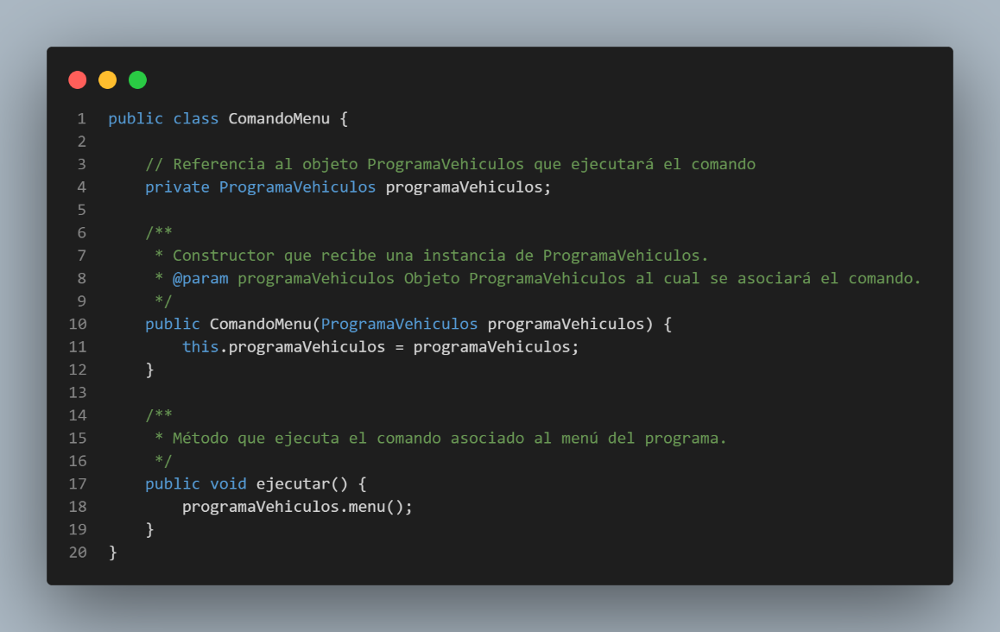 1 public class ComandoMenu {
2
3     // Referencia al objeto ProgramaVehiculos que ejecutará el comando
4     private ProgramaVehiculos programaVehiculos;
5
6     /**
7      * Constructor que recibe una instancia de ProgramaVehiculos.
8      * @param programaVehiculos Objeto ProgramaVehiculos al cual se asociará el comando.
9      */
10     public ComandoMenu(ProgramaVehiculos programaVehiculos) {
11         this.programaVehiculos = programaVehiculos;
12     }
13
14     /**
15      * Método que ejecuta el comando asociado al menú del programa.
16      */
17     public void ejecutar() {
18         programaVehiculos.menu();
19     }
20 }